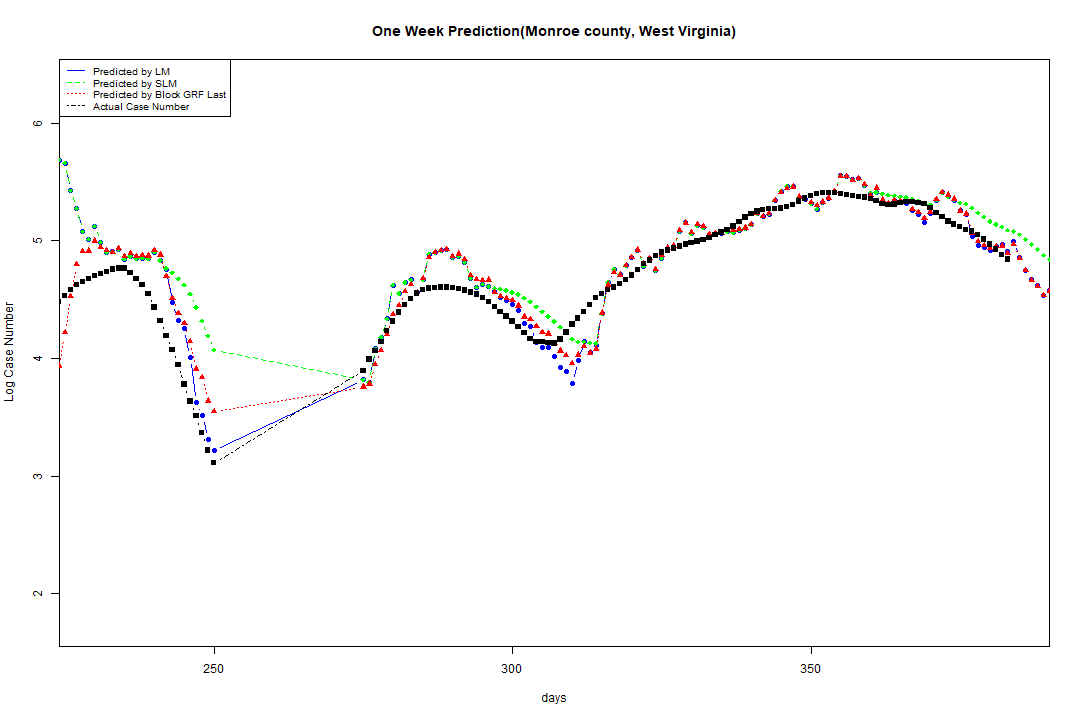 One Week Prediction(Monroe county, West Virginia)
Predicted by LM
Predicted by SLM
Predicted by Block GRF Last
Actual Case Number
6
5
4
3
2
Log Case Number
250
300
350
days